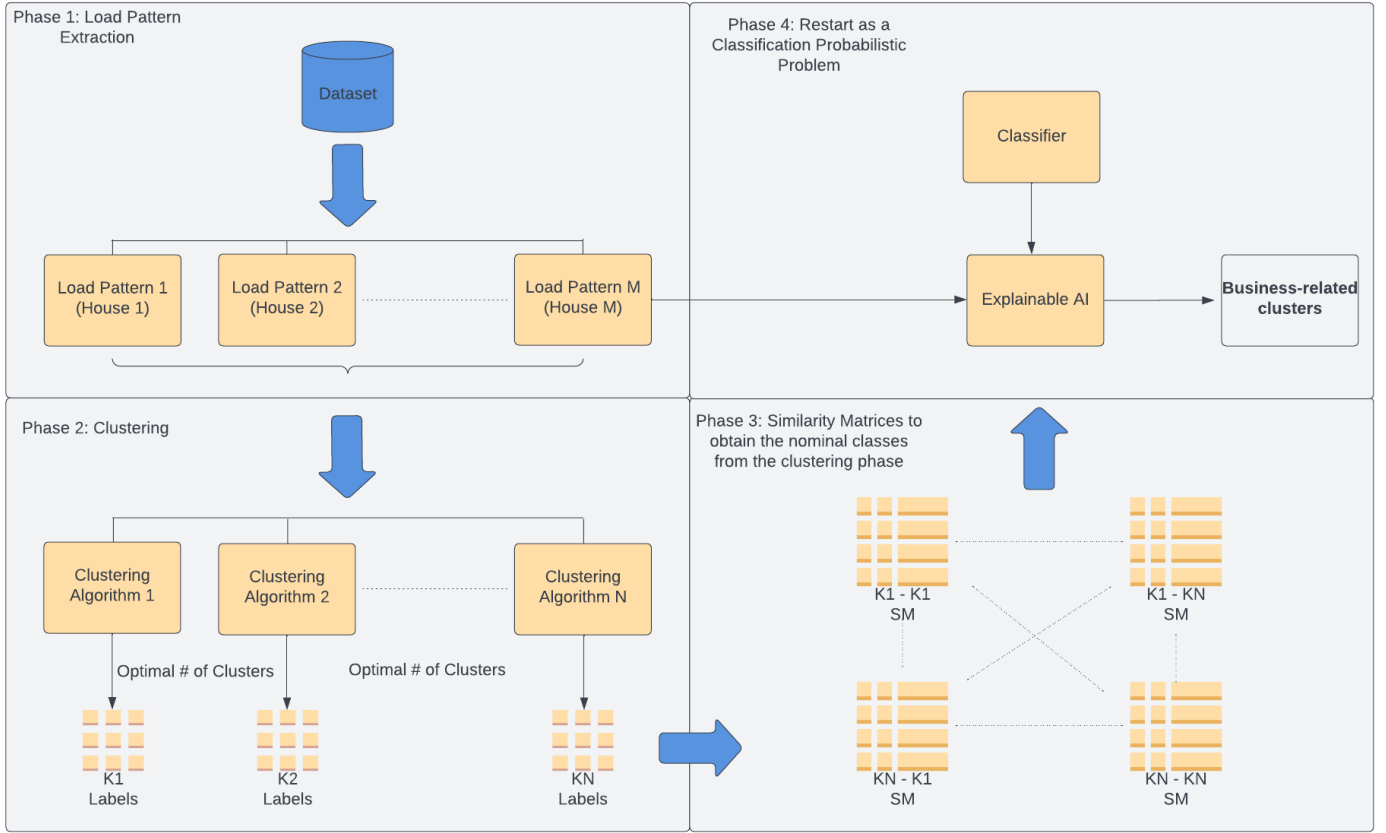 Phase 1: Load Pattern
Extraction
Dataset
Load Pattern 1
(House 1)
Load Pattern 2
(House 2)
Load Pattern M
(House M)
Phase 2: Clustering
Clustering
Algorithm 1
Clustering
Algorithm 2
Clustering
Algorithm N
Optimal # of Clusters
Optimal # of Clusters
K1
Labels
K2
Labels
KN
Labels
Phase 3: Similarity Matrices to
obtain the nominal classes
from the clustering phase
K1 - K1
SM
K1 - KN
SM
KN - K1
SM
KN - KN
SM
Phase 4: Restart as a
Classification Probabilistic
Problem
Classifier
Explainable AI
Business-related
clusters